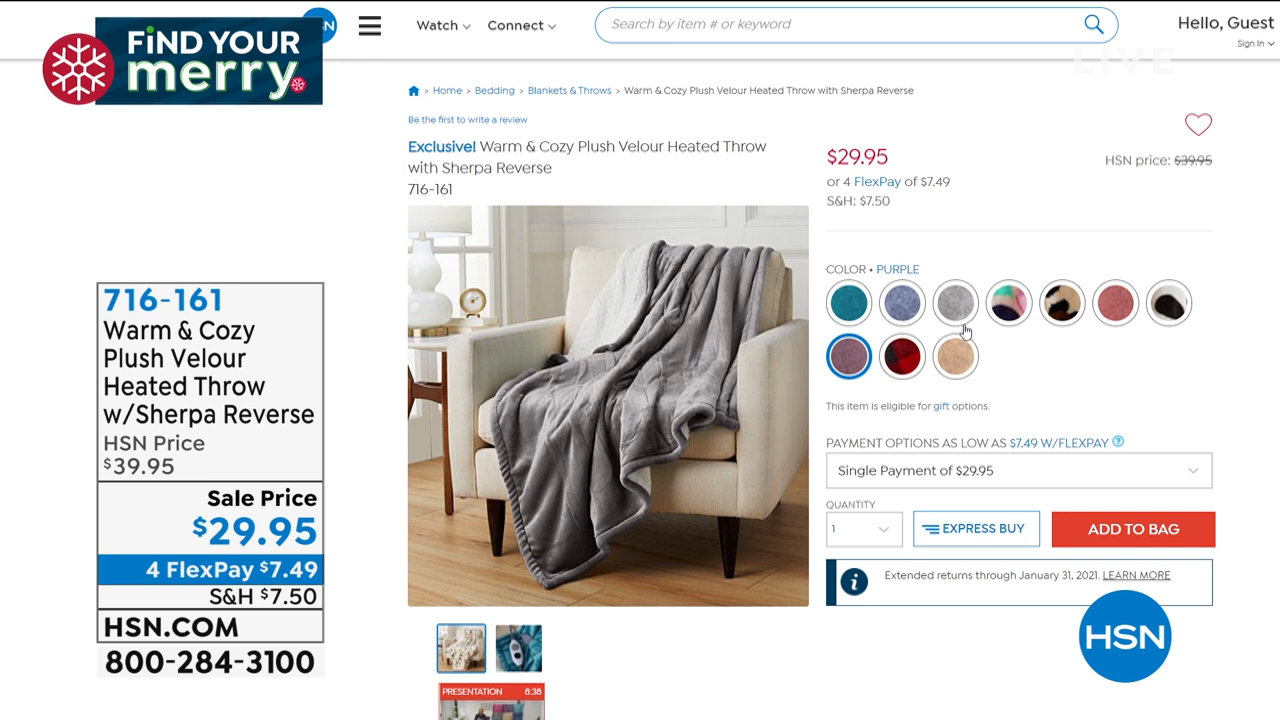 FiND YOUR
merry
Watch
Connect
Search by item # or keyword
Hello, Guest
Sign In
LIVE
> Home > Bedding > Blankets & Throws > Warm & Cozy Plush Velour Heated Throw with Sherpa Reverse
Be the first to write a review
Exclusive! Warm & Cozy Plush Velour Heated Throw
with Sherpa Reverse
716-161
$29.95
HSN price: $39.95
or 4 FlexPay of $7.49
S&H: $7.50
COLOR • PURPLE
This item is eligible for gift options.
PAYMENT OPTIONS AS LOW AS $7.49 W/FLEXPAY ?
Single Payment of $29.95
QUANTITY
1
EXPRESS BUY
ADD TO BAG
i
Extended returns through January 31, 2021. LEARN MORE
716-161
Warm & Cozy
Plush Velour
Heated Throw
w/Sherpa Reverse
HSN Price
$39.95
Sale Price
$29.95
4 FlexPay $7.49
S&H $7.50
HSN.COM
800-284-3100
PRESENTATION 8:38
HSN